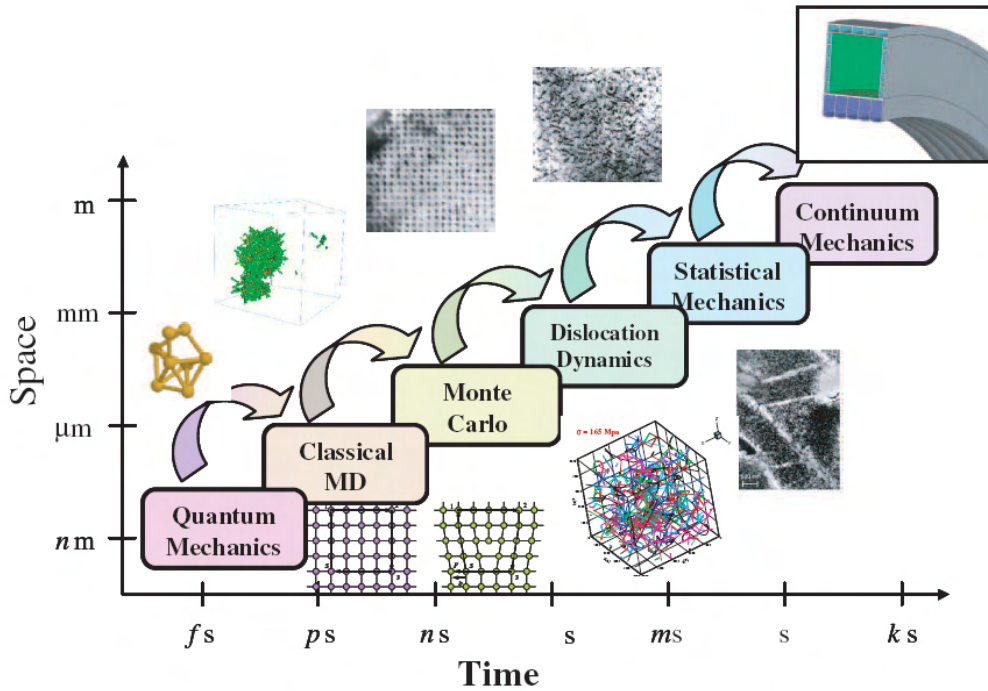 m
Continuum
Mechanics
Statistical
Mechanics
mm
Dislocation
Dynamics
Space
Monte
Carlo
σ = 165 Mpa
μm
Classical
MD
Quantum
Mechanics
nm
fs
ps
ns
s
ms
s
ks
Time